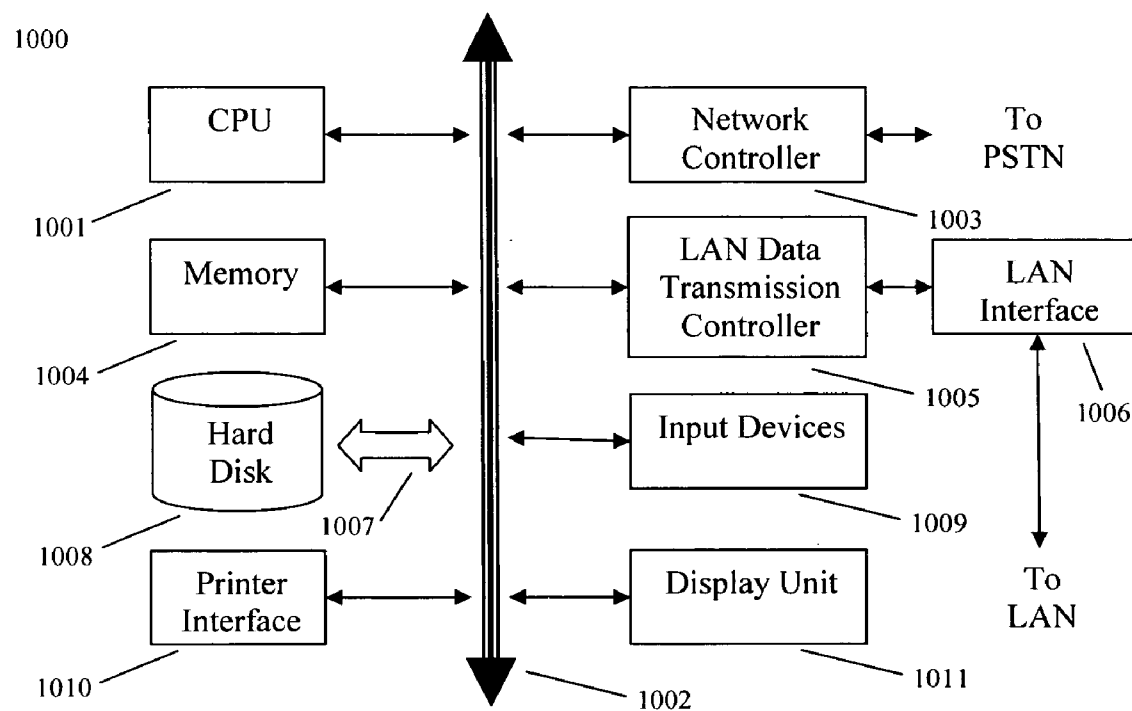 1000
CPU
1001
Network
Controller
1003
To
PSTN
Memory
1004
LAN Data
Transmission
Controller
1005
LAN
Interface
1006
Hard
Disk
1008
1007
Input Devices
1009
Printer
Interface
1010
Display Unit
1011
To
LAN
1002